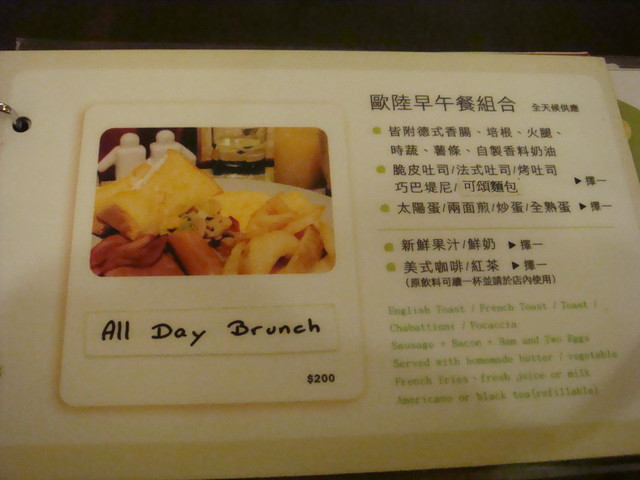 歐陸早午餐組合 全天候供應
皆附德式香腸、培根、火腿、
時蔬、薯條、自製香料奶油
脆皮吐司/法式吐司/烤吐司
巧巴堤尼/可頌麵包 ▶擇一
太陽蛋/兩面煎/炒蛋/全熟蛋 ▶擇一
新鮮果汁/鮮奶 ▶擇一
美式咖啡/紅茶 ▶擇一
(原飲料可續一杯並請於店內使用)
English Toast / French Toast / Toast /
Chabattioni / Focaccia
Sausage + Bacon + Ham and Two Eggs
Served with homemade butter / vegetable
French fries、fresh juice or milk
Americano or black tea(refillable)
All Day Brunch
$200